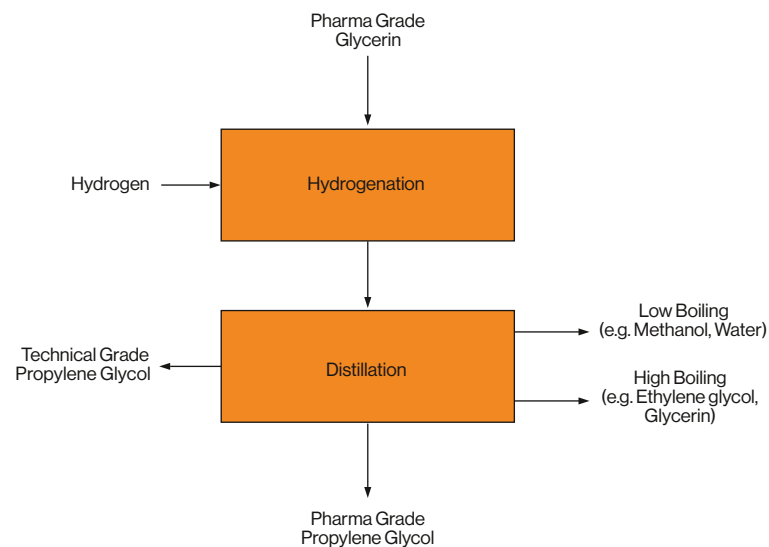 Pharma Grade
Glycerin
Hydrogen
Hydrogenation
Low Boiling
(e.g. Methanol, Water)
Technical Grade
Propylene Glycol
Distillation
High Boiling
(e.g. Ethylene glycol,
Glycerin)
Pharma Grade
Propylene Glycol